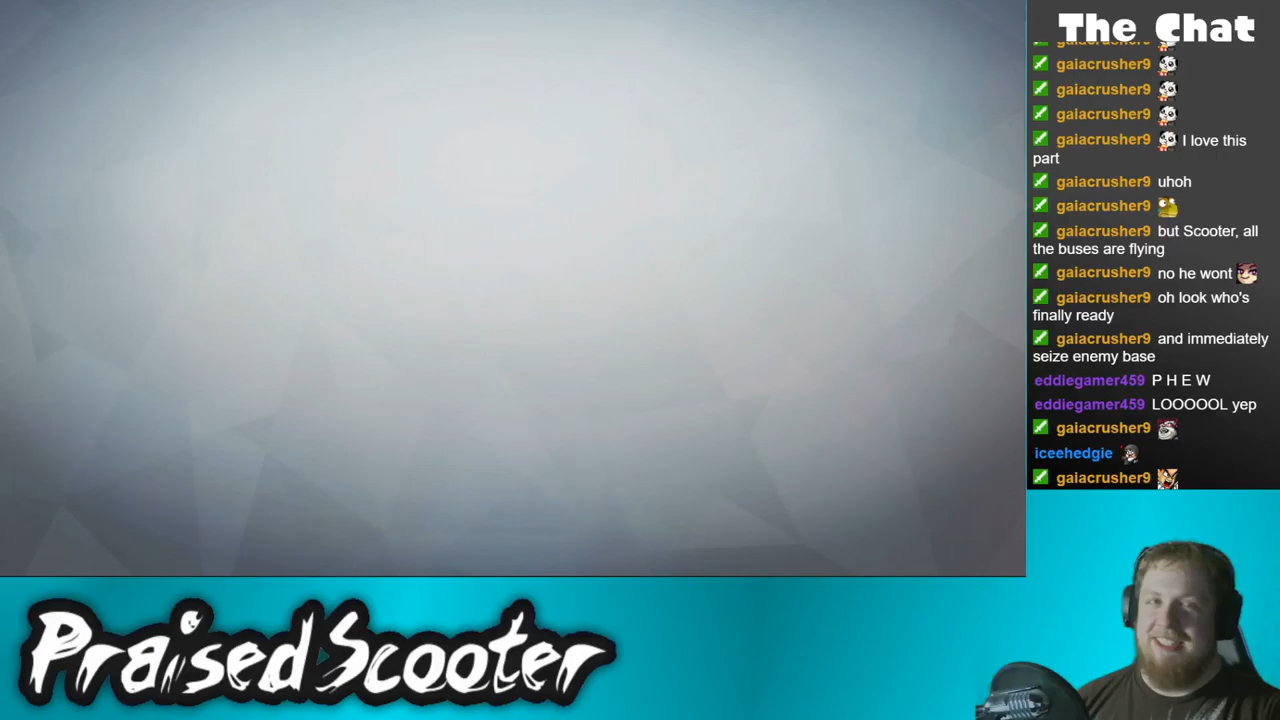 The Chat
gaiacrusher9
gaiacrusher9
gaiacrusher9
gaiacrusher9
gaiacrusher9 I love this
part
gaiacrusher9 uhoh
gaiacrusher9
gaiacrusher9 but Scooter, all
the buses are flying
gaiacrusher9 no he wont
gaiacrusher9 oh look who's
finally ready
gaiacrusher9 and immediately
seize enemy base
eddiegamer459 P H E W
eddiegamer459 LOOOOOL yep
gaiacrusher9
iceehedgie
gaiacrusher9
PraisedScooter